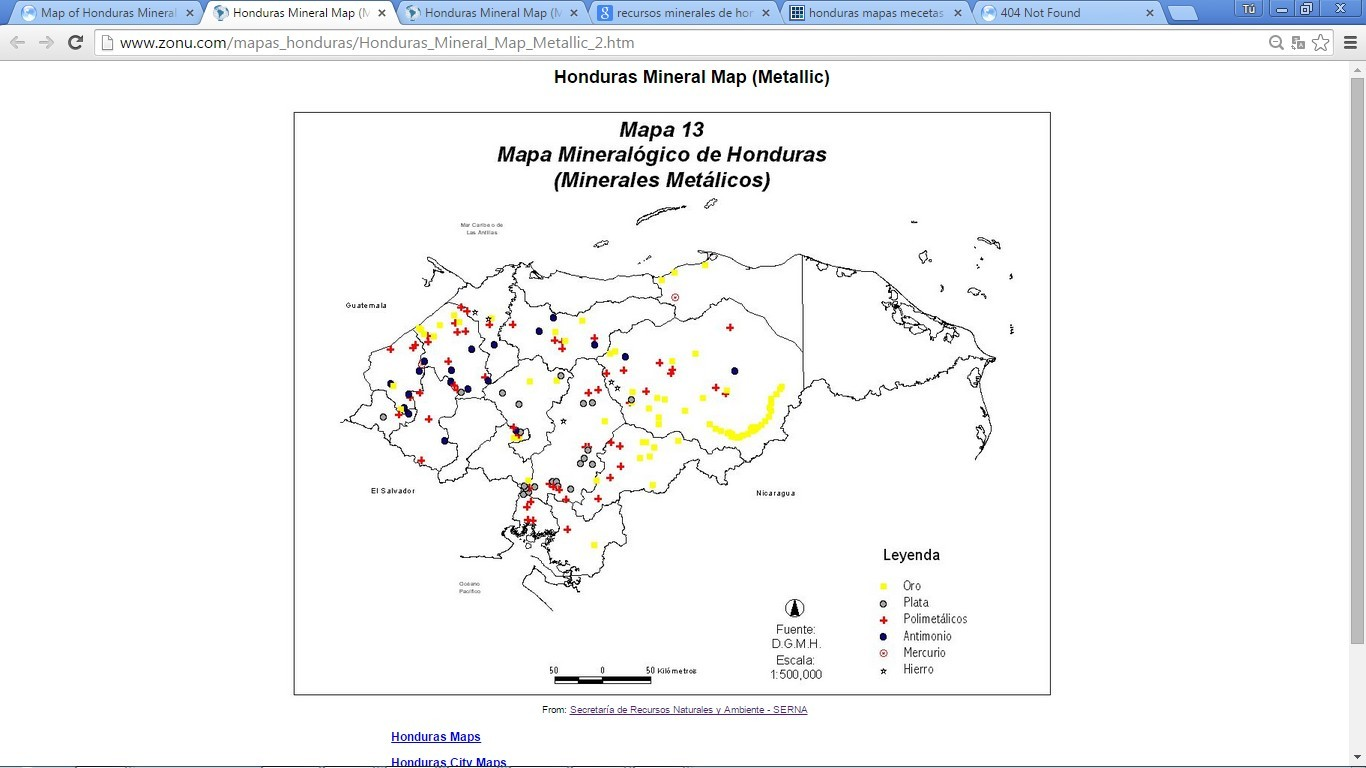 Map of Honduras Mineral
Honduras Mineral Map (M
Honduras Mineral Map (M
recursos minerales de hon
honduras mapas mecetas
404 Not Found
Tú
www.zonu.com/mapas_honduras/Honduras_Mineral_Map_Metallic_2.htm
Honduras Mineral Map (Metallic)
Mapa 13
Mapa Mineralógico de Honduras
(Minerales Metálicos)
Mar Caribe o de
Las Antillas
Guatemala
El Salvador
Nicaragua
Océano
Pacífico
Leyenda
Oro
Plata
Polimetálicos
Antimonio
Mercurio
Hierro
Fuente:
D.G.M.H.
Escala:
1:500,000
50 0 50 Kilómetros
From: Secretaría de Recursos Naturales y Ambiente - SERNA
Honduras Maps
Honduras City Maps